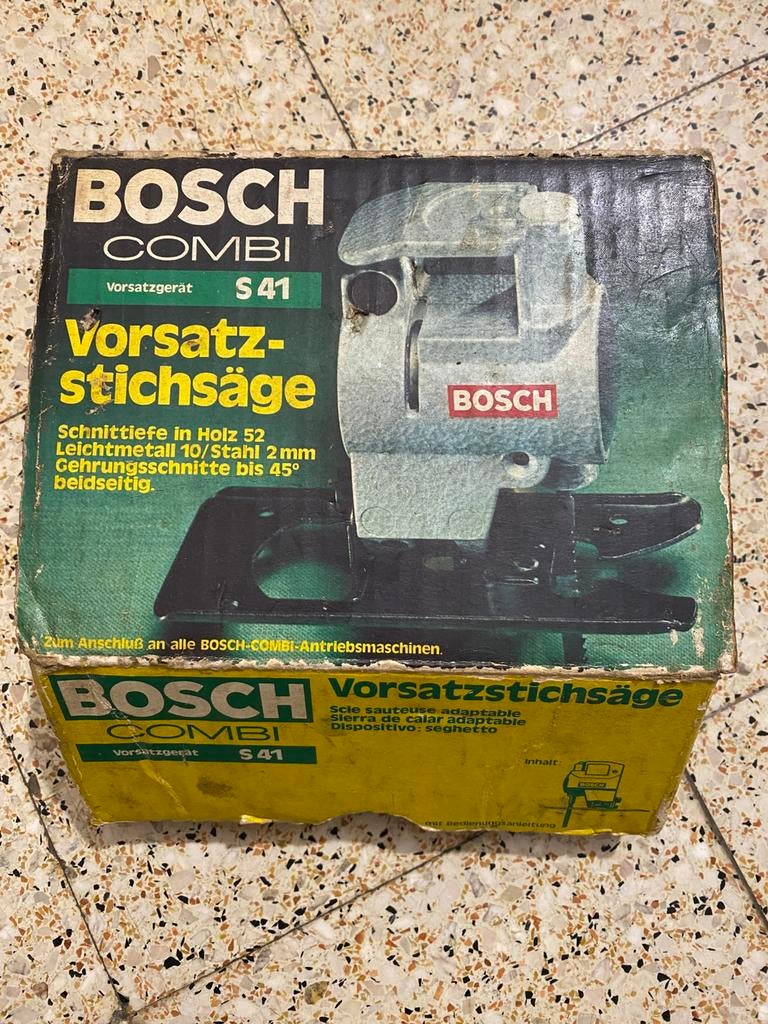 BOSCH
COMBI
Vorsatzgerät S 41
Vorsatz-
stichsäge
Schnittiefe in Holz 52
Leichtmetall 10/Stahl 2 mm
Gehrungsschnitte bis 45°
beidseitig.
BOSCH
Zum Anschluß an alle BOSCH-COMBI-Antriebsmaschinen.
BOSCH
COMBI
Vorsatzgerät S 41
Vorsatzstichsäge
Scie sauteuse adaptable
Sierra de calar adaptable
Dispositivo: seghetto
Inhalt:
BOSCH
mit Bedienungsanleitung